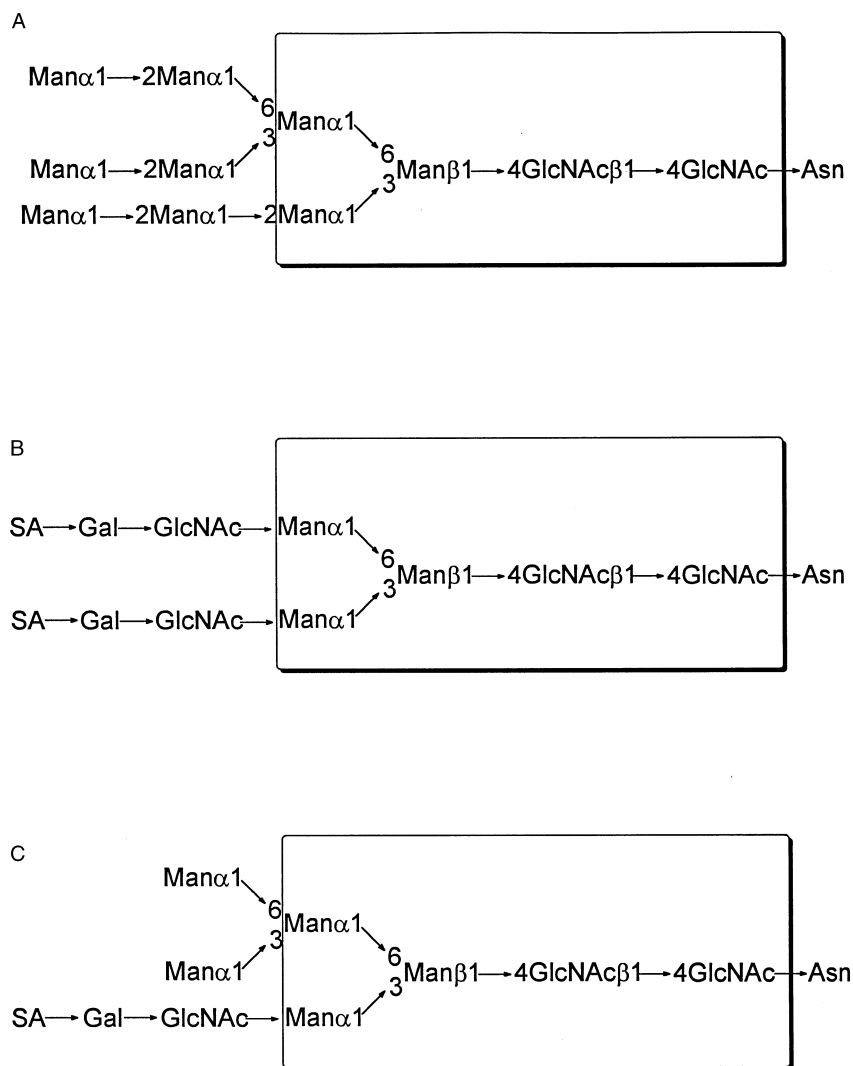 A
Manα1→2Manα1
6
Manα1
3
6
Manα1→2Manα1
Manβ1→4GlcNAcβ1→4GlcNAc→Asn
3
Manα1→2Manα1→2Manα1
B
SA→Gal→GlcNAc→Manα1
6
Manβ1→4GlcNAcβ1→4GlcNAc→Asn
3
SA→Gal→GlcNAc→Manα1
C
Manα1
6
Manα1
3
6
Manα1
Manβ1→4GlcNAcβ1→4GlcNAc→Asn
3
SA→Gal→GlcNAc→Manα1